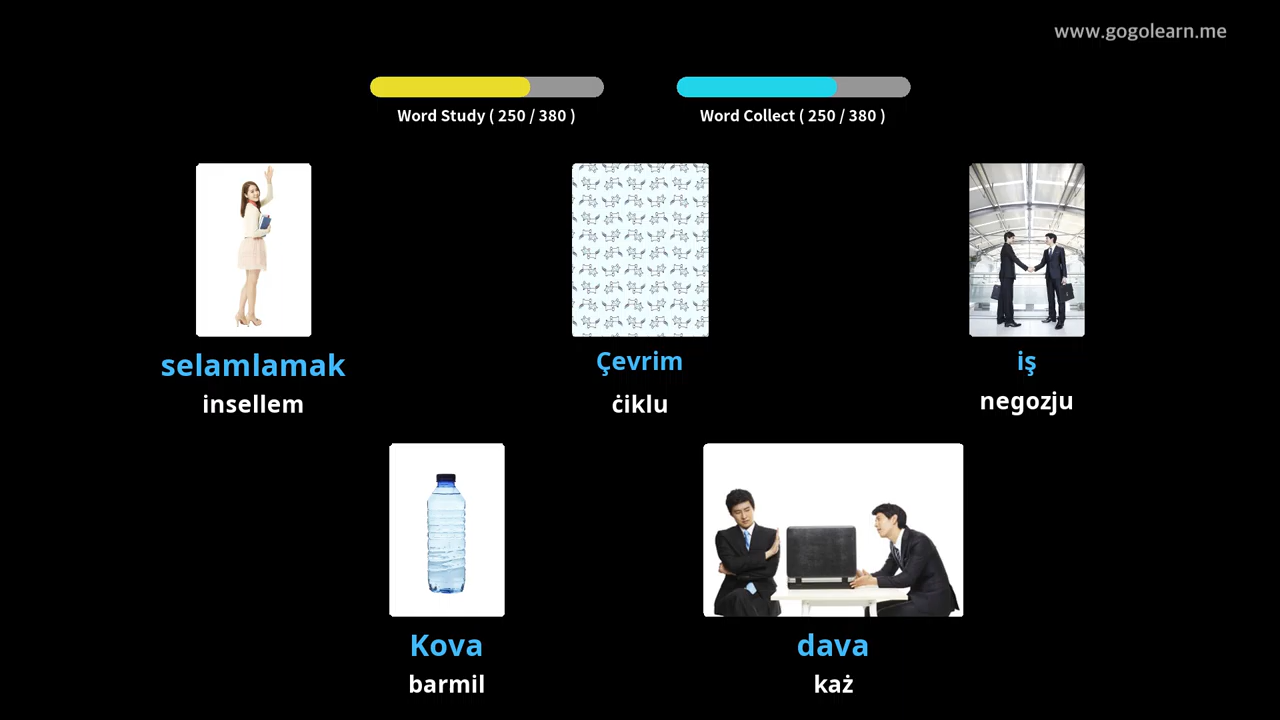 www.gogolearn.me
Word Study ( 250 / 380 )
Word Collect ( 250 / 380 )
selamlamak
insellem
Çevrim
ċiklu
iş
negozju
Kova
barmil
dava
każ